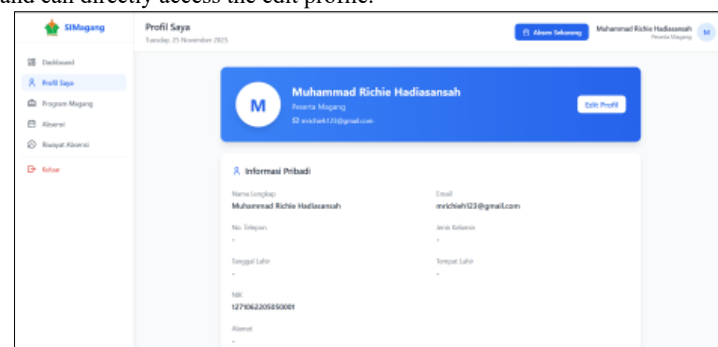 and can directly access the edit profile.
SIMagang
Profil Saya
Tuesday, 25 November 2025
Absen Sekarang
Muhammad Richie Hadiasansah
Peserta Magang
M
Dashboard
Profil Saya
Program Magang
Absensi
Riwayat Absensi
Keluar
M
Muhammad Richie Hadiasansah
Peserta Magang
mrichieh123@gmail.com
Edit Profil
Informasi Pribadi
Nama Lengkap
Email
Muhammad Richie Hadiasansah
mrichieh123@gmail.com
No. Telepon
Jenis Kelamin
-
-
Tanggal Lahir
Tempat Lahir
-
-
NIK
1271062205050001
Alamat
-